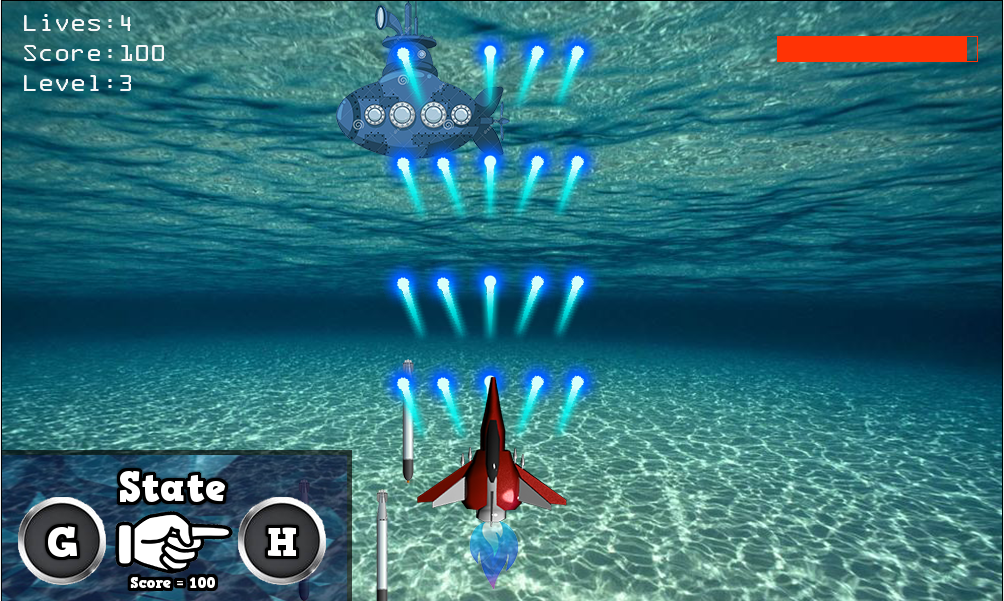 Lives:4
Score:100
Level:3
State
G
H
Score = 100